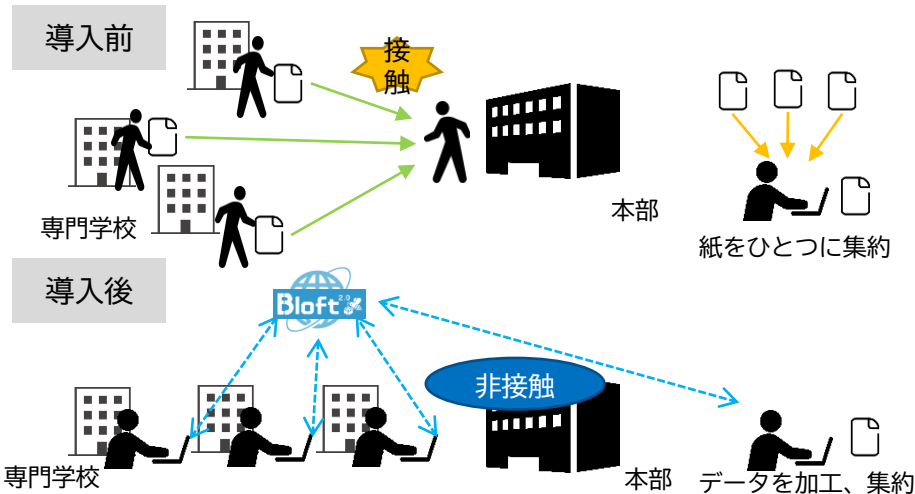 導入前
接
触
専門学校
本部
紙をひとつに集約
導入後
Bloft 2.0
非接触
専門学校
本部
データを加工、集約